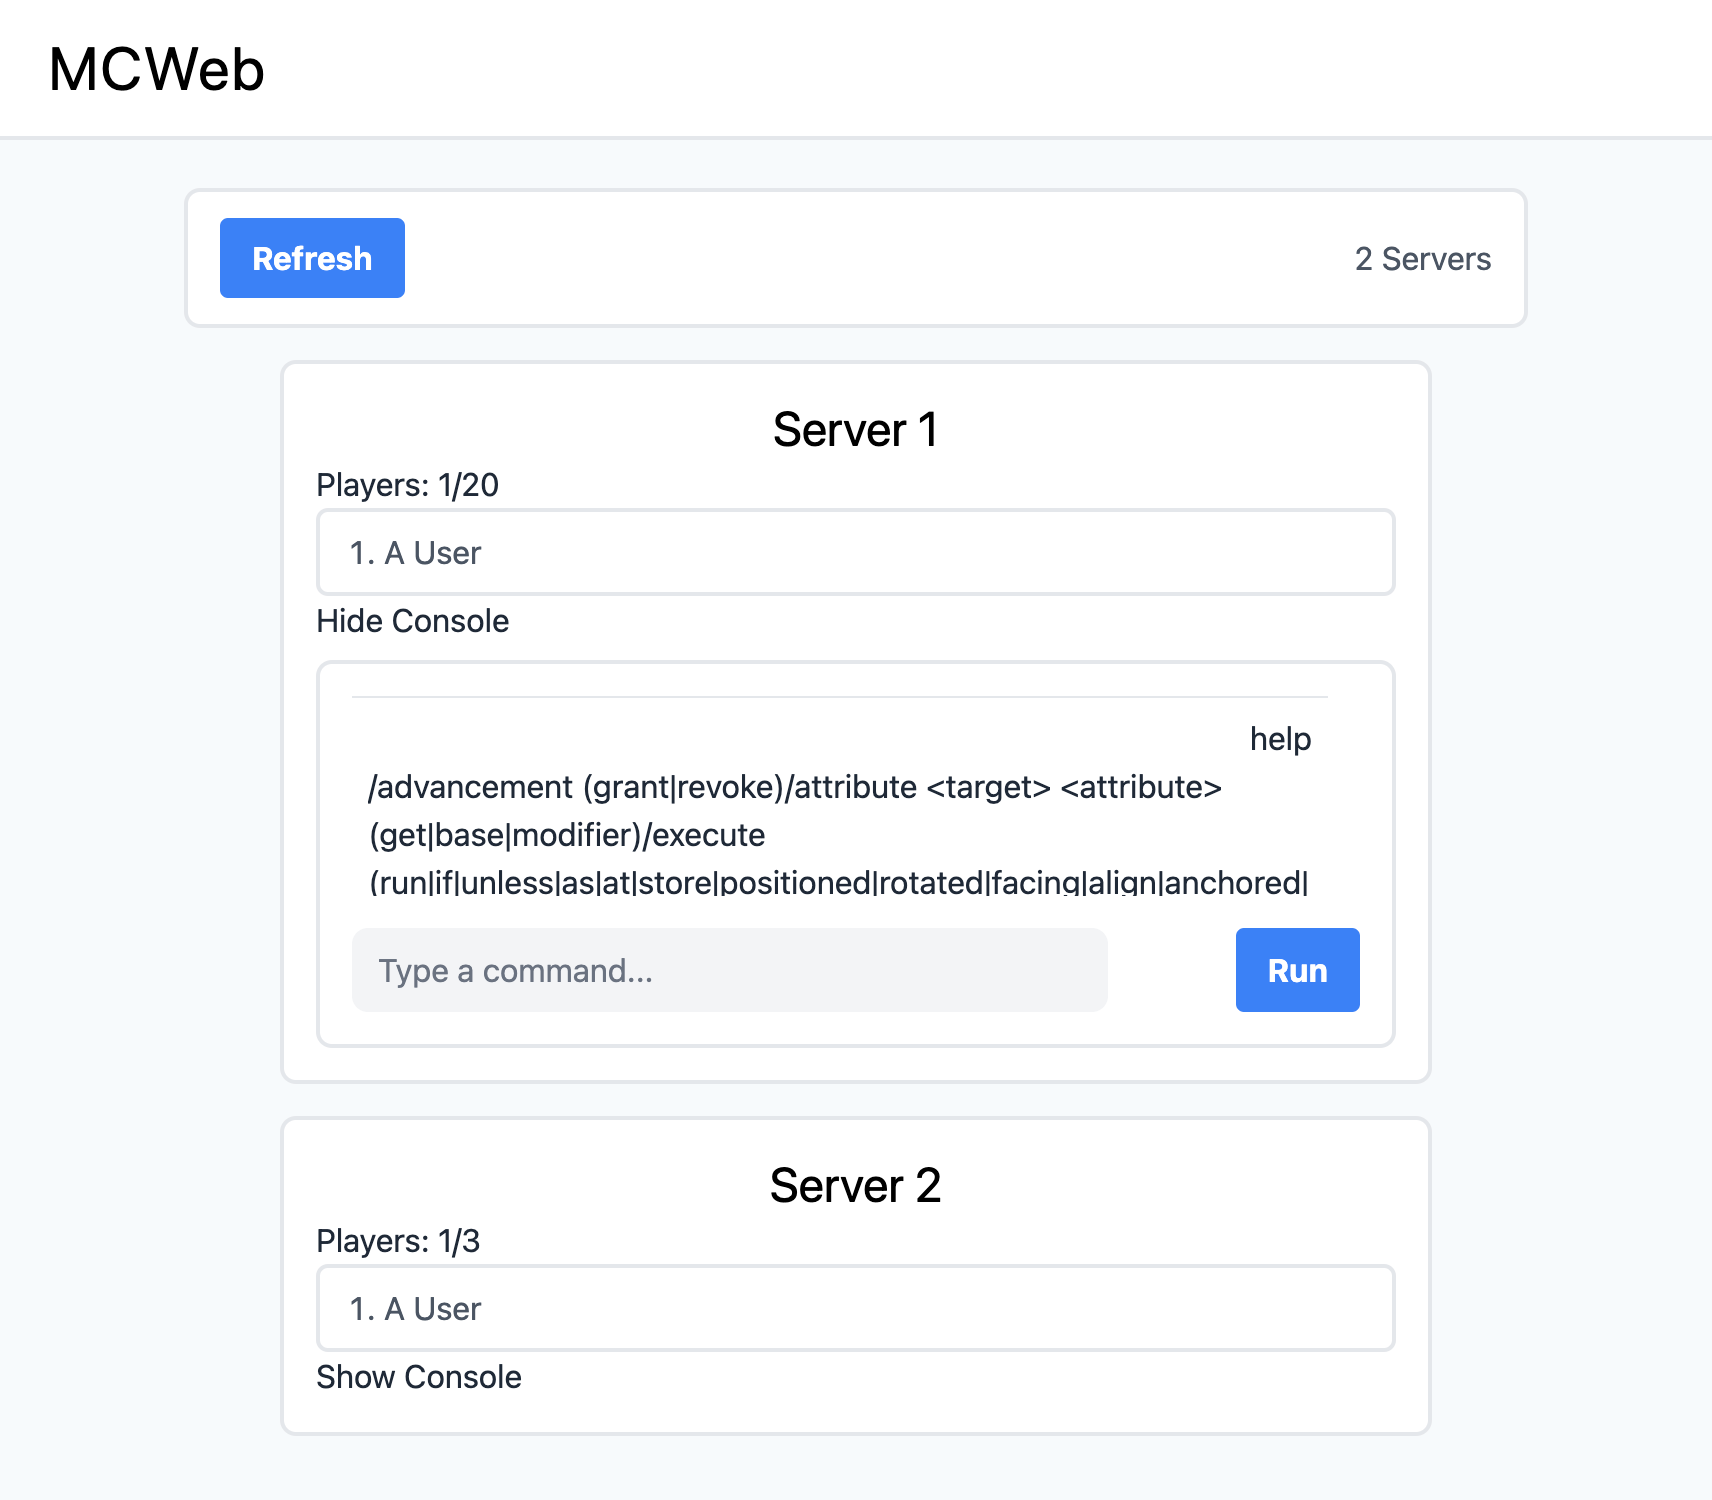 MCWeb
Refresh
2 Servers
Server 1
Players: 1/20
1. A User
Hide Console
help
/advancement (grant|revoke)/attribute <target> <attribute>
(get|base|modifier)/execute
(run|if|unless|as|at|store|positioned|rotated|facing|align|anchored|
Type a command...
Run
Server 2
Players: 1/3
1. A User
Show Console